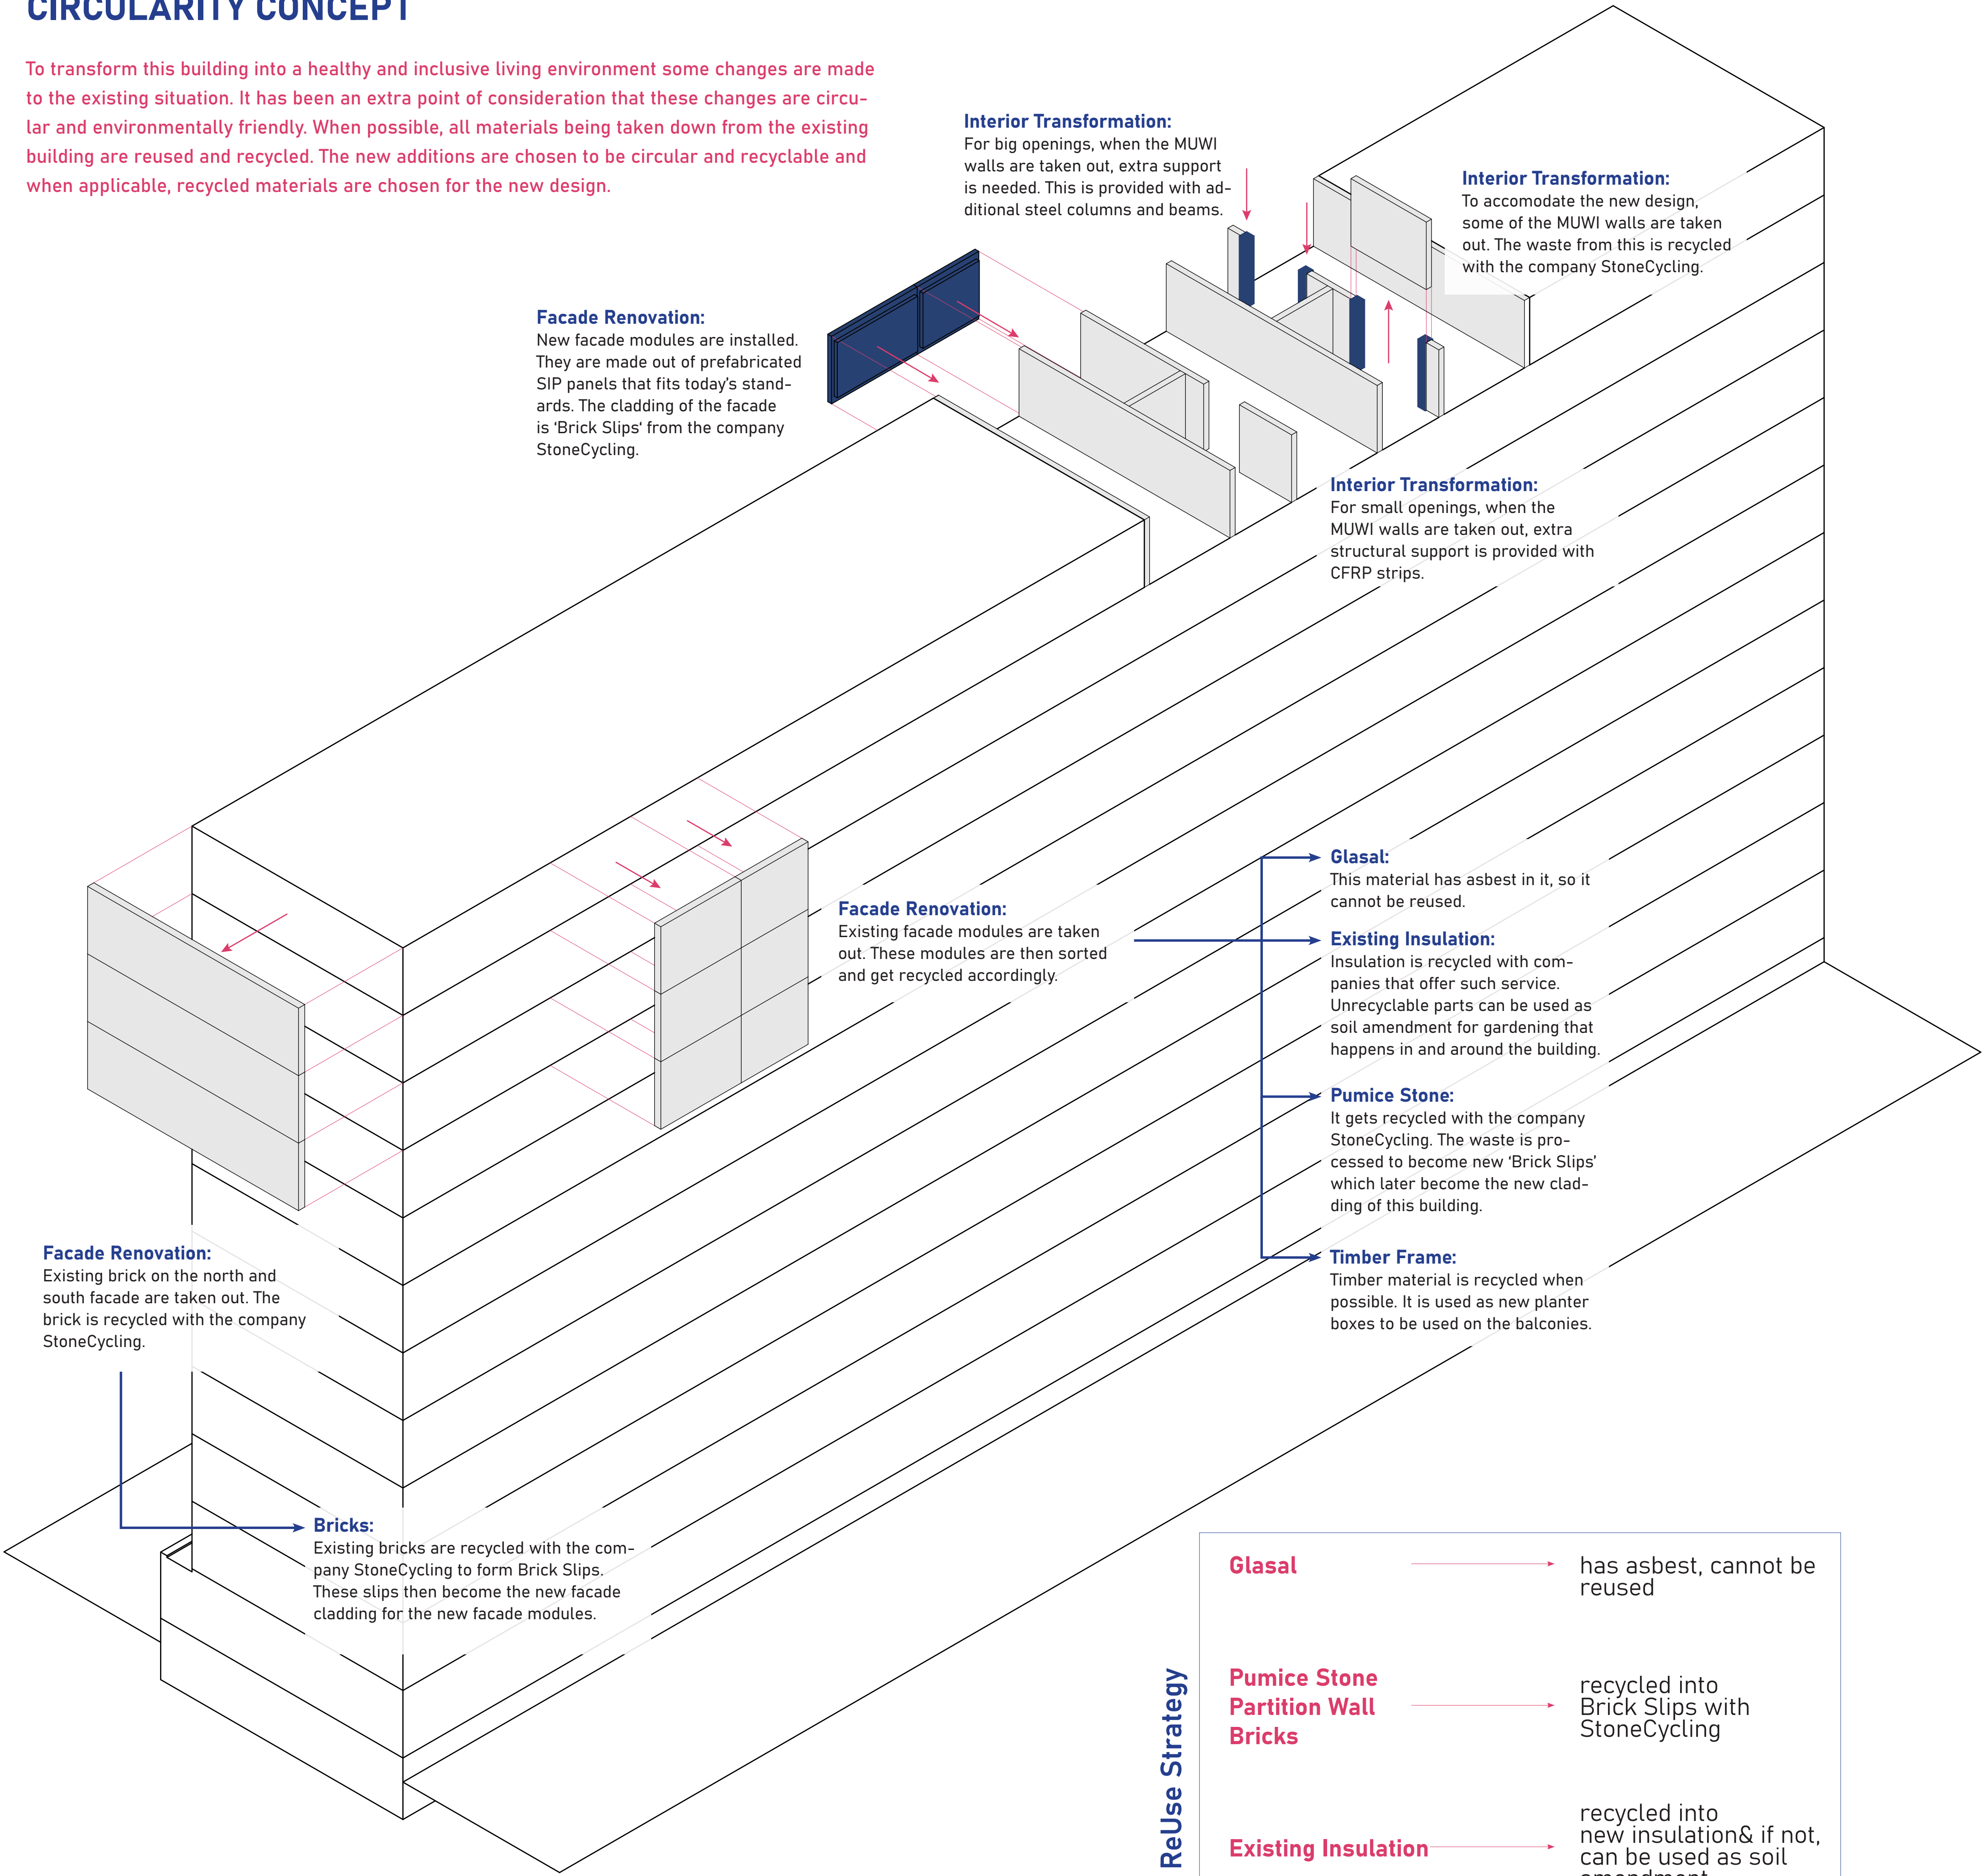 CIRCULARITY CONCEPT
To transform this building into a healthy and inclusive living environment some changes are made
to the existing situation. It has been an extra point of consideration that these changes are circu-
lar and environmentally friendly. When possible, all materials being taken down from the existing
building are reused and recycled. The new additions are chosen to be circular and recyclable and
when applicable, recycled materials are chosen for the new design.
Interior Transformation:
For big openings, when the MUWI
walls are taken out, extra support
is needed. This is provided with ad-
ditional steel columns and beams.
Interior Transformation:
To accomodate the new design,
some of the MUWI walls are taken
out. The waste from this is recycled
with the company StoneCycling.
Facade Renovation:
New facade modules are installed.
They are made out of prefabricated
SIP panels that fits today's stand-
ards. The cladding of the facade
is 'Brick Slips' from the company
StoneCycling.
Interior Transformation:
For small openings, when the
MUWI walls are taken out, extra
structural support is provided with
CFRP strips.
Facade Renovation:
Existing facade modules are taken
out. These modules are then sorted
and get recycled accordingly.
Glasal:
This material has asbest in it, so it
cannot be reused.
Existing Insulation:
Insulation is recycled with com-
panies that offer such service.
Unrecyclable parts can be used as
soil amendment for gardening that
happens in and around the building.
Pumice Stone:
It gets recycled with the company
StoneCycling. The waste is pro-
cessed to become new 'Brick Slips'
which later become the new clad-
ding of this building.
Timber Frame:
Timber material is recycled when
possible. It is used as new planter
boxes to be used on the balconies.
Facade Renovation:
Existing brick on the north and
south facade are taken out. The
brick is recycled with the company
StoneCycling.
Bricks:
Existing bricks are recycled with the com-
pany StoneCycling to form Brick Slips.
These slips then become the new facade
cladding for the new facade modules.
ReUse Strategy
Glasal
has asbest, cannot be
reused
Pumice Stone
Partition Wall
Bricks
recycled into
Brick Slips with
StoneCycling
Existing Insulation
recycled into
new insulation& if not,
can be used as soil
amendment